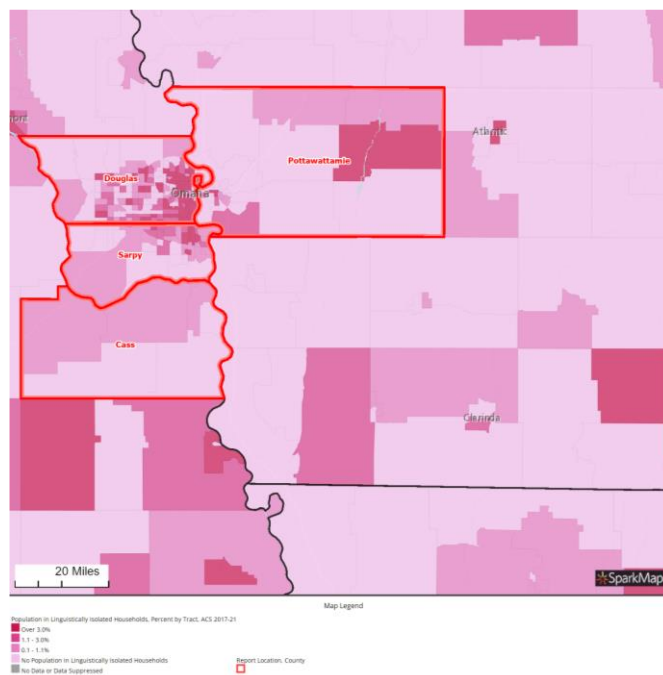 Atlantic
Pottawattamie
Douglas
Omaha
Sarpy
Cass
Clarinda
20 Miles
SparkMap
Map Legend
Population in Linguistically Isolated Households, Percent by Tract, ACS 2017-21
Over 3.0%
1.1 - 3.0%
0.1 - 1.1%
No Population in Linguistically Isolated Households
No Data or Data Suppressed
Report Location, County